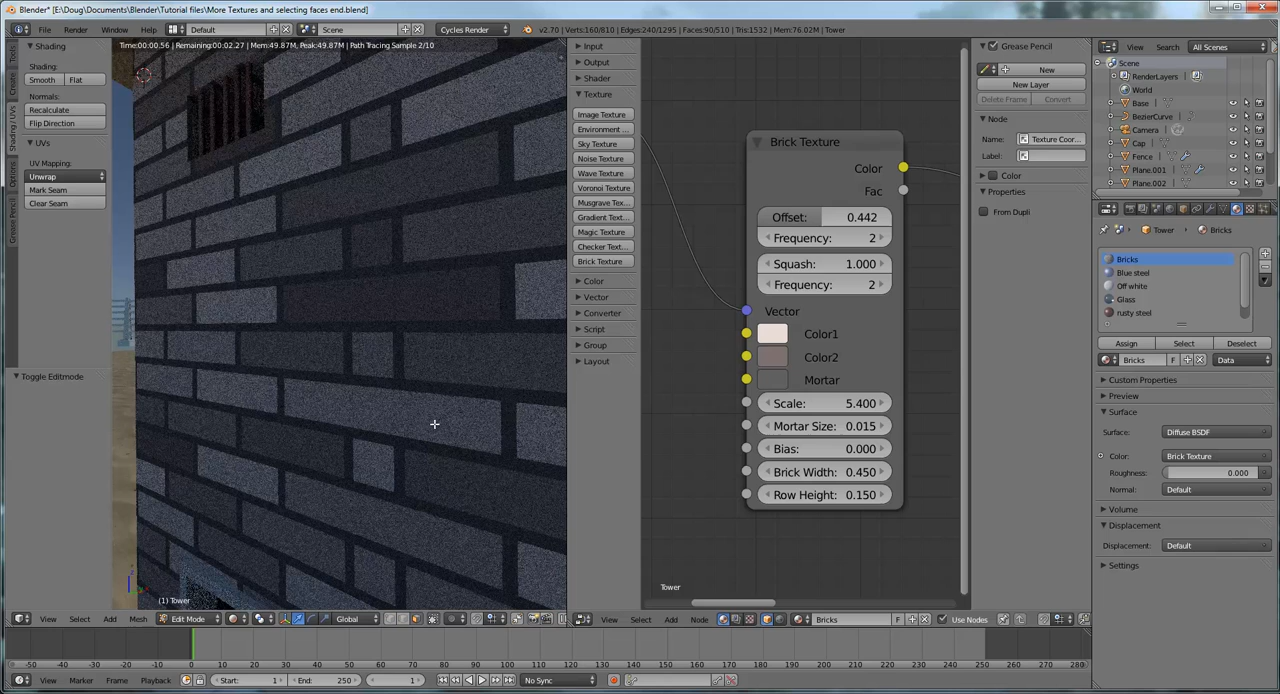 Blender* [E:\Doug\Documents\Blender\Tutorial files\More Textures and selecting faces end.blend]
File Render Window Help Default Scene Cycles Render v2.70 | Verts:160/810 | Edges:240/1295 | Faces:90/510 | Tris:1532 | Mem:76.02M | Tower
Time:00:00.56 | Remaining:00:02.27 | Mem:49.87M, Peak:49.87M | Path Tracing Sample 2/10
Tools
Create
Shading / UVs
Options
Grease Pencil
Shading
Shading:
Smooth Flat
Normals:
Recalculate
Flip Direction
UVs
UV Mapping:
Unwrap
Mark Seam
Clear Seam
Toggle Editmode
(1) Tower
View Select Add Mesh Edit Mode Global
Input
Output
Shader
Texture
Image Texture
Environment ...
Sky Texture
Noise Texture
Wave Texture
Voronoi Texture
Musgrave Tex...
Gradient Text...
Magic Texture
Checker Text...
Brick Texture
Color
Vector
Converter
Script
Group
Layout
Brick Texture
Color
Fac
Offset: 0.442
Frequency: 2
Squash: 1.000
Frequency: 2
Vector
Color1
Color2
Mortar
Scale: 5.400
Mortar Size: 0.015
Bias: 0.000
Brick Width: 0.450
Row Height: 0.150
Tower
View Select Add Node Bricks F Use Nodes
Grease Pencil
New
New Layer
Delete Frame Convert
Node
Name: Texture Coor...
Label:
Color
Properties
From Dupli
View Search All Scenes
Scene
RenderLayers
World
Base
BezierCurve
Camera
Cap
Fence
Plane.001
Plane.002
Tower Bricks
Bricks
Blue steel
Off white
Glass
rusty steel
Assign Select Deselect
Bricks F Data
Custom Properties
Preview
Surface
Surface: Diffuse BSDF
Color: Brick Texture
Roughness: 0.000
Normal: Default
Volume
Displacement
Displacement: Default
Settings
-50 -40 -30 -20 -10 0 10 20 30 40 50 60 70 80 90 100 110 120 130 140 150 160 170 180 190 200 210 220 230 240 250 260 270 280
View Marker Frame Playback Start: 1 End: 250 1 No Sync